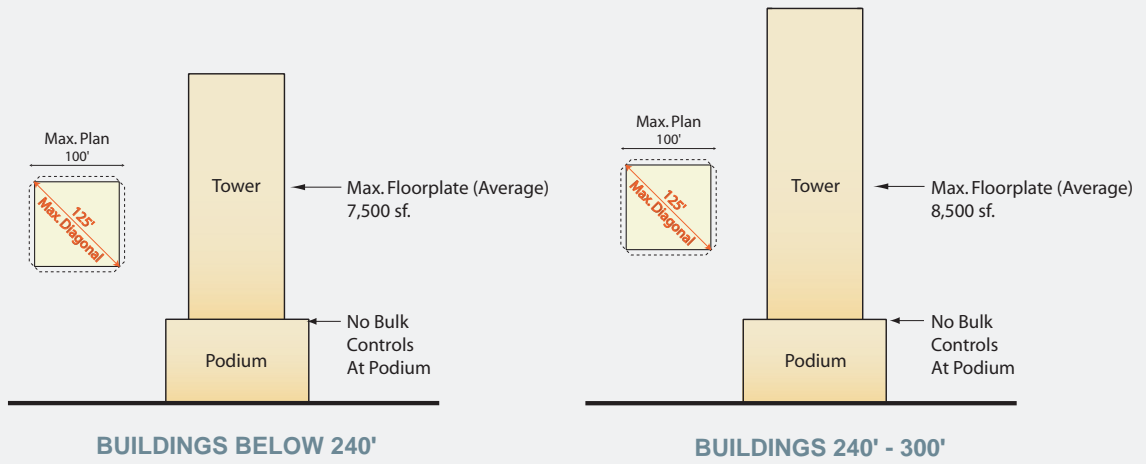 Max. Plan
100'
125'
Max. Diagonal
Tower
Max. Floorplate (Average)
7,500 sf.
No Bulk
Controls
At Podium
Podium
BUILDINGS BELOW 240'
Max. Plan
100'
125'
Max. Diagonal
Tower
Max. Floorplate (Average)
8,500 sf.
No Bulk
Controls
At Podium
Podium
BUILDINGS 240' - 300'